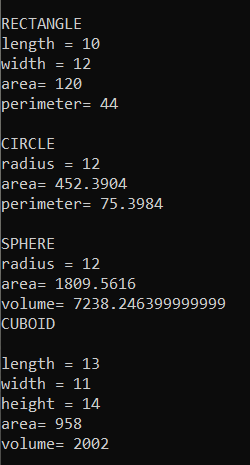 RECTANGLE
length = 10
width = 12
area= 120
perimeter= 44
CIRCLE
radius = 12
area= 452.3904
perimeter= 75.3984
SPHERE
radius = 12
area= 1809.5616
volume= 7238.246399999999
CUBOID
length = 13
width = 11
height = 14
area= 958
volume= 2002